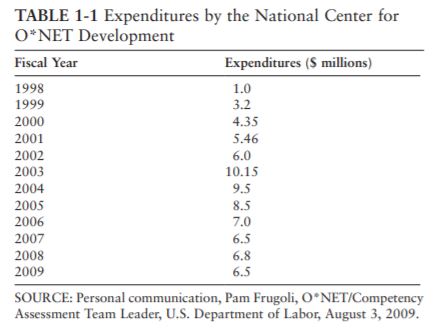 TABLE 1-1 Expenditures by the National Center for
O*NET Development
Fiscal Year Expenditures ($ millions)
1998 1.0
1999 3.2
2000 4.35
2001 5.46
2002 6.0
2003 10.15
2004 9.5
2005 8.5
2006 7.0
2007 6.5
2008 6.8
2009 6.5
SOURCE: Personal communication, Pam Frugoli, O*NET/Competency
Assessment Team Leader, U.S. Department of Labor, August 3, 2009.